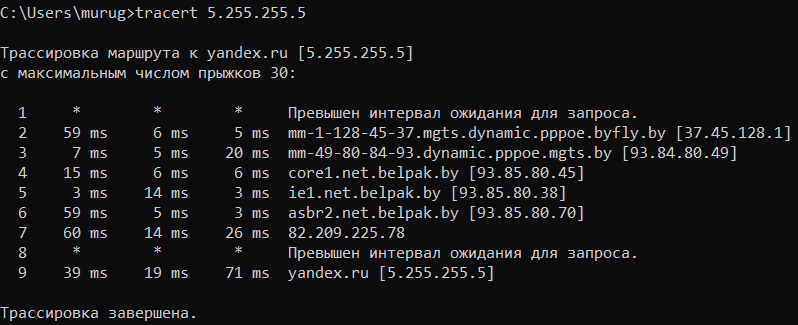 C:\Users\murug>tracert 5.255.255.5
Трассировка маршрута к yandex.ru [5.255.255.5]
с максимальным числом прыжков 30:
1 * * * Превышен интервал ожидания для запроса.
2 59 ms 6 ms 5 ms mm-1-128-45-37.mgts.dynamic.pppoe.byfly.by [37.45.128.1]
3 7 ms 5 ms 20 ms mm-49-80-84-93.dynamic.pppoe.mgts.by [93.84.80.49]
4 15 ms 6 ms 6 ms core1.net.belpak.by [93.85.80.45]
5 3 ms 14 ms 3 ms ie1.net.belpak.by [93.85.80.38]
6 59 ms 5 ms 3 ms asbr2.net.belpak.by [93.85.80.70]
7 60 ms 14 ms 26 ms 82.209.225.78
8 * * * Превышен интервал ожидания для запроса.
9 39 ms 19 ms 71 ms yandex.ru [5.255.255.5]
Трассировка завершена.